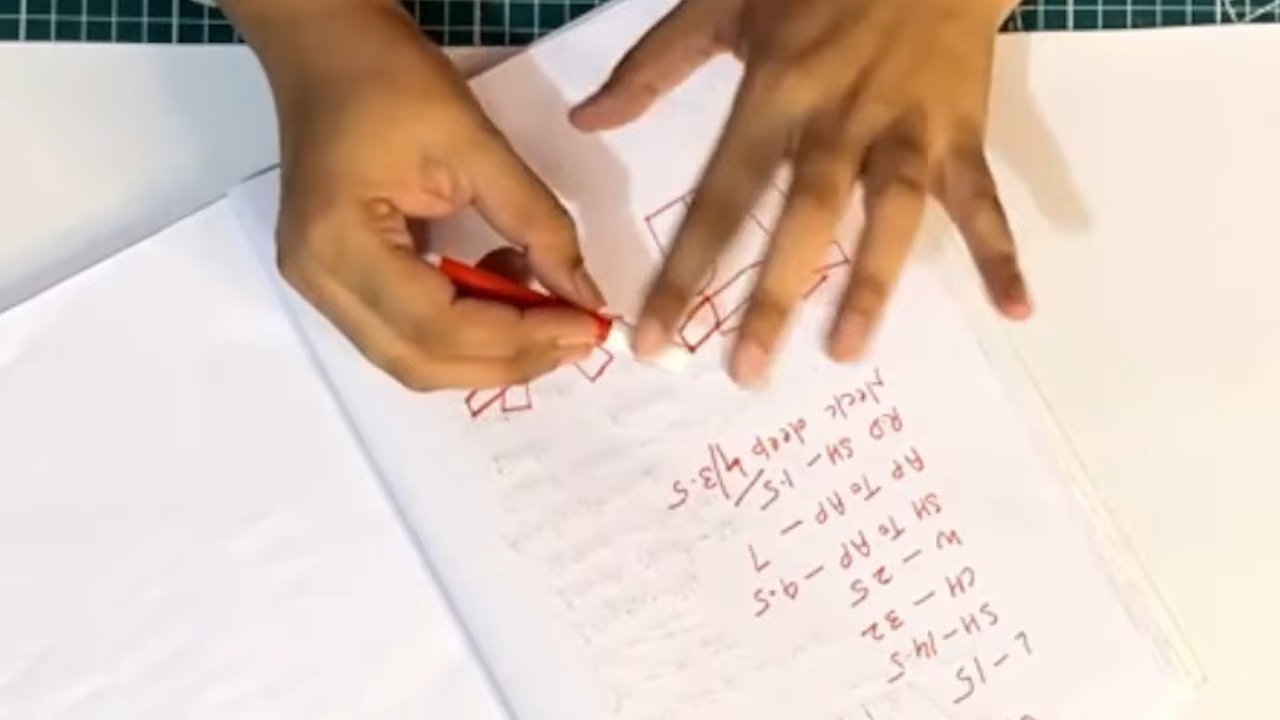 L - 15
SH - 14.5
CH - 32
W - 25
SH To AP - 9.5
AP To AP - 7
RD SH - 1.5
Neck deep 4/3.5